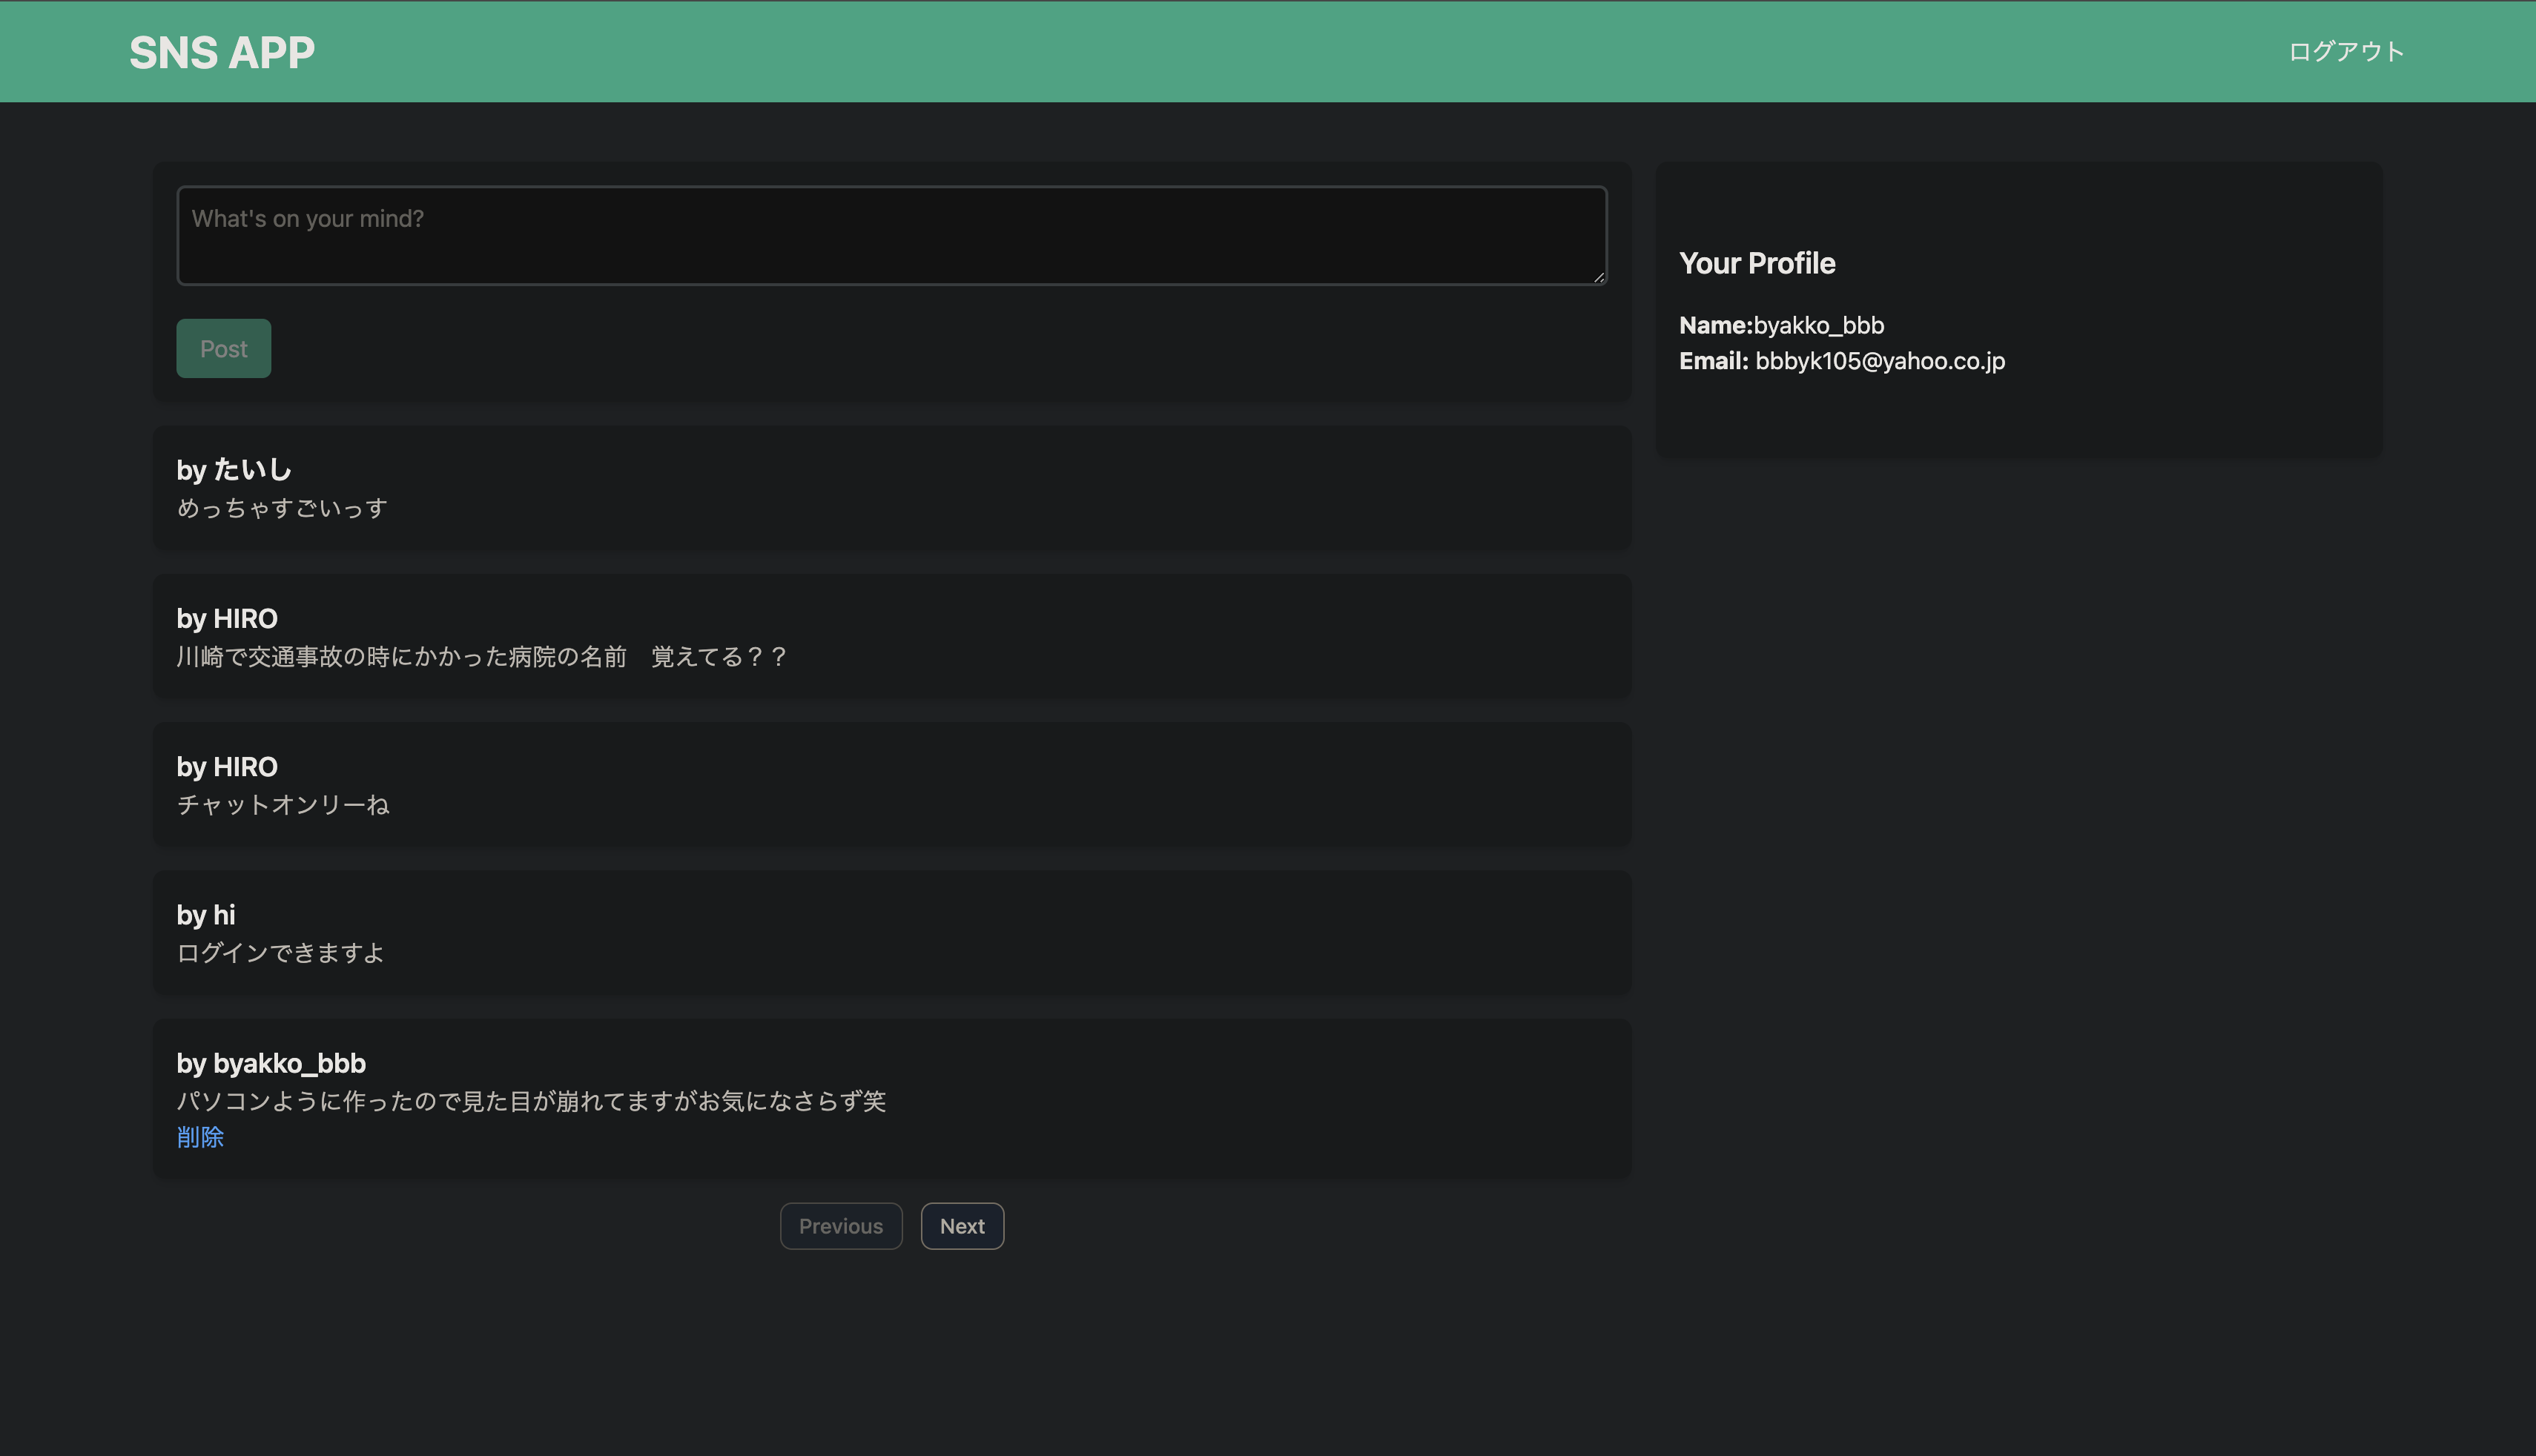 SNS APP
ログアウト
What's on your mind?
Post
by たいし
めっちゃすごいっす
by HIRO
川崎で交通事故の時にかかった病院の名前　覚えてる？？
by HIRO
チャットオンリーね
by hi
ログインできますよ
by byakko_bbb
パソコンように作ったので見た目が崩れてますがお気になさらず笑
削除
Previous
Next
Your Profile
Name:byakko_bbb
Email: bbbyk105@yahoo.co.jp